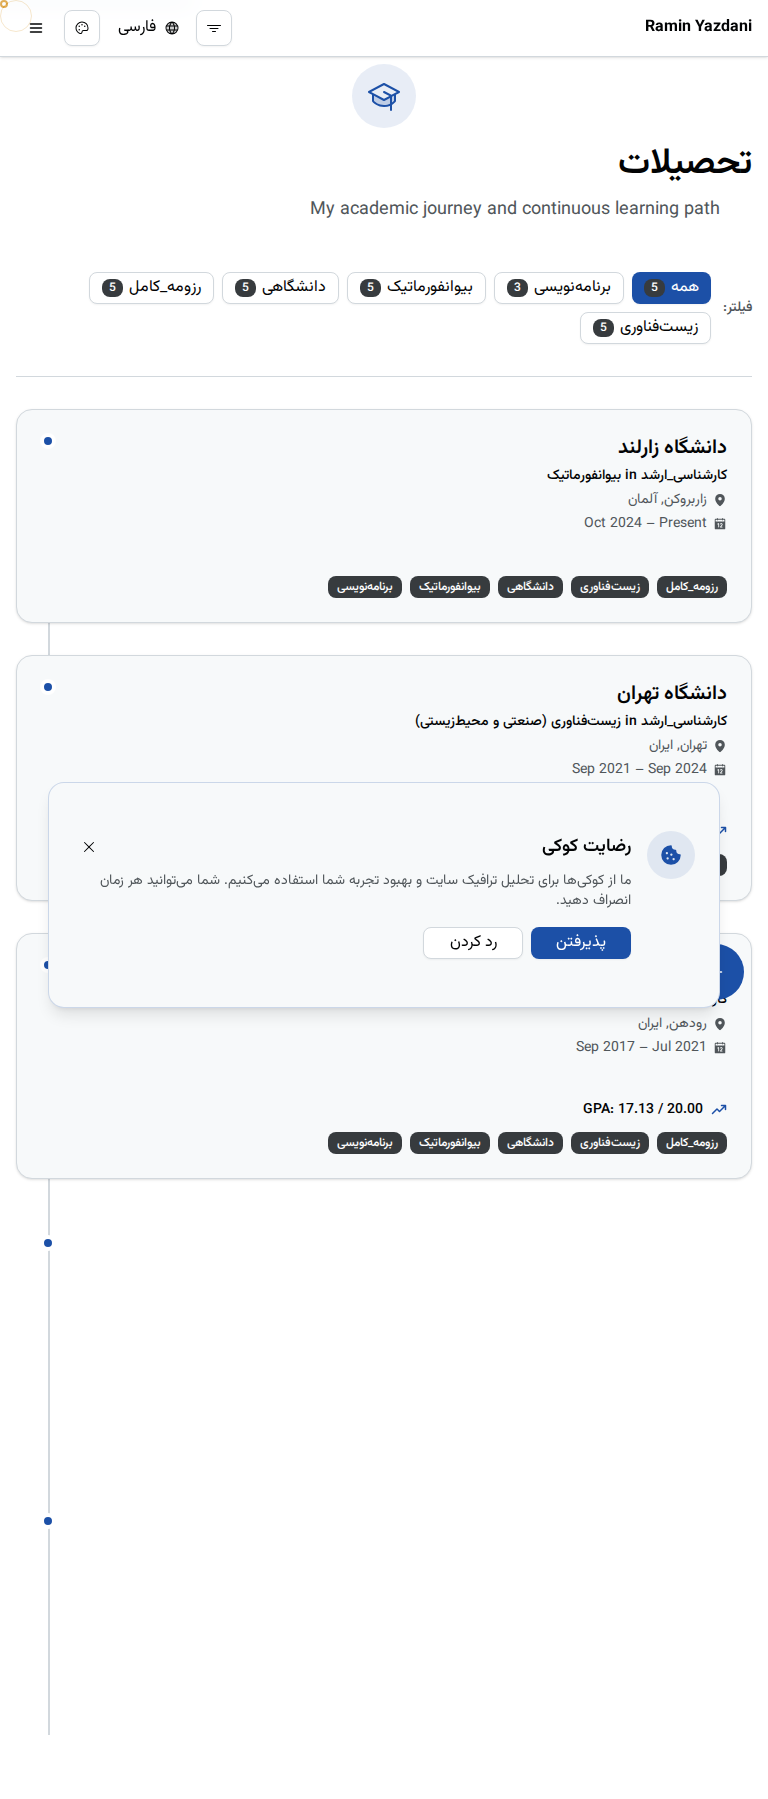 Ramin Yazdani
فارسی
تحصیلات
My academic journey and continuous learning path
فیلتر:
همه 5
برنامه‌نویسی 3
بیوانفورماتیک 5
دانشگاهی 5
رزومه_کامل 5
زیست‌فناوری 5
دانشگاه زارلند
کارشناسی_ارشد in بیوانفورماتیک
زاربروکن, آلمان
Oct 2024 – Present
رزومه_کامل زیست‌فناوری دانشگاهی بیوانفورماتیک برنامه‌نویسی
دانشگاه تهران
کارشناسی_ارشد in زیست‌فناوری (صنعتی و محیط‌زیستی)
تهران, ایران
Sep 2021 – Sep 2024
رضایت کوکی
ما از کوکی‌ها برای تحلیل ترافیک سایت و بهبود تجربه شما استفاده می‌کنیم. شما می‌توانید هر زمان
انصراف دهید.
پذیرفتن
رد کردن
رودهن, ایران
Sep 2017 – Jul 2021
GPA: 17.13 / 20.00
رزومه_کامل زیست‌فناوری دانشگاهی بیوانفورماتیک برنامه‌نویسی